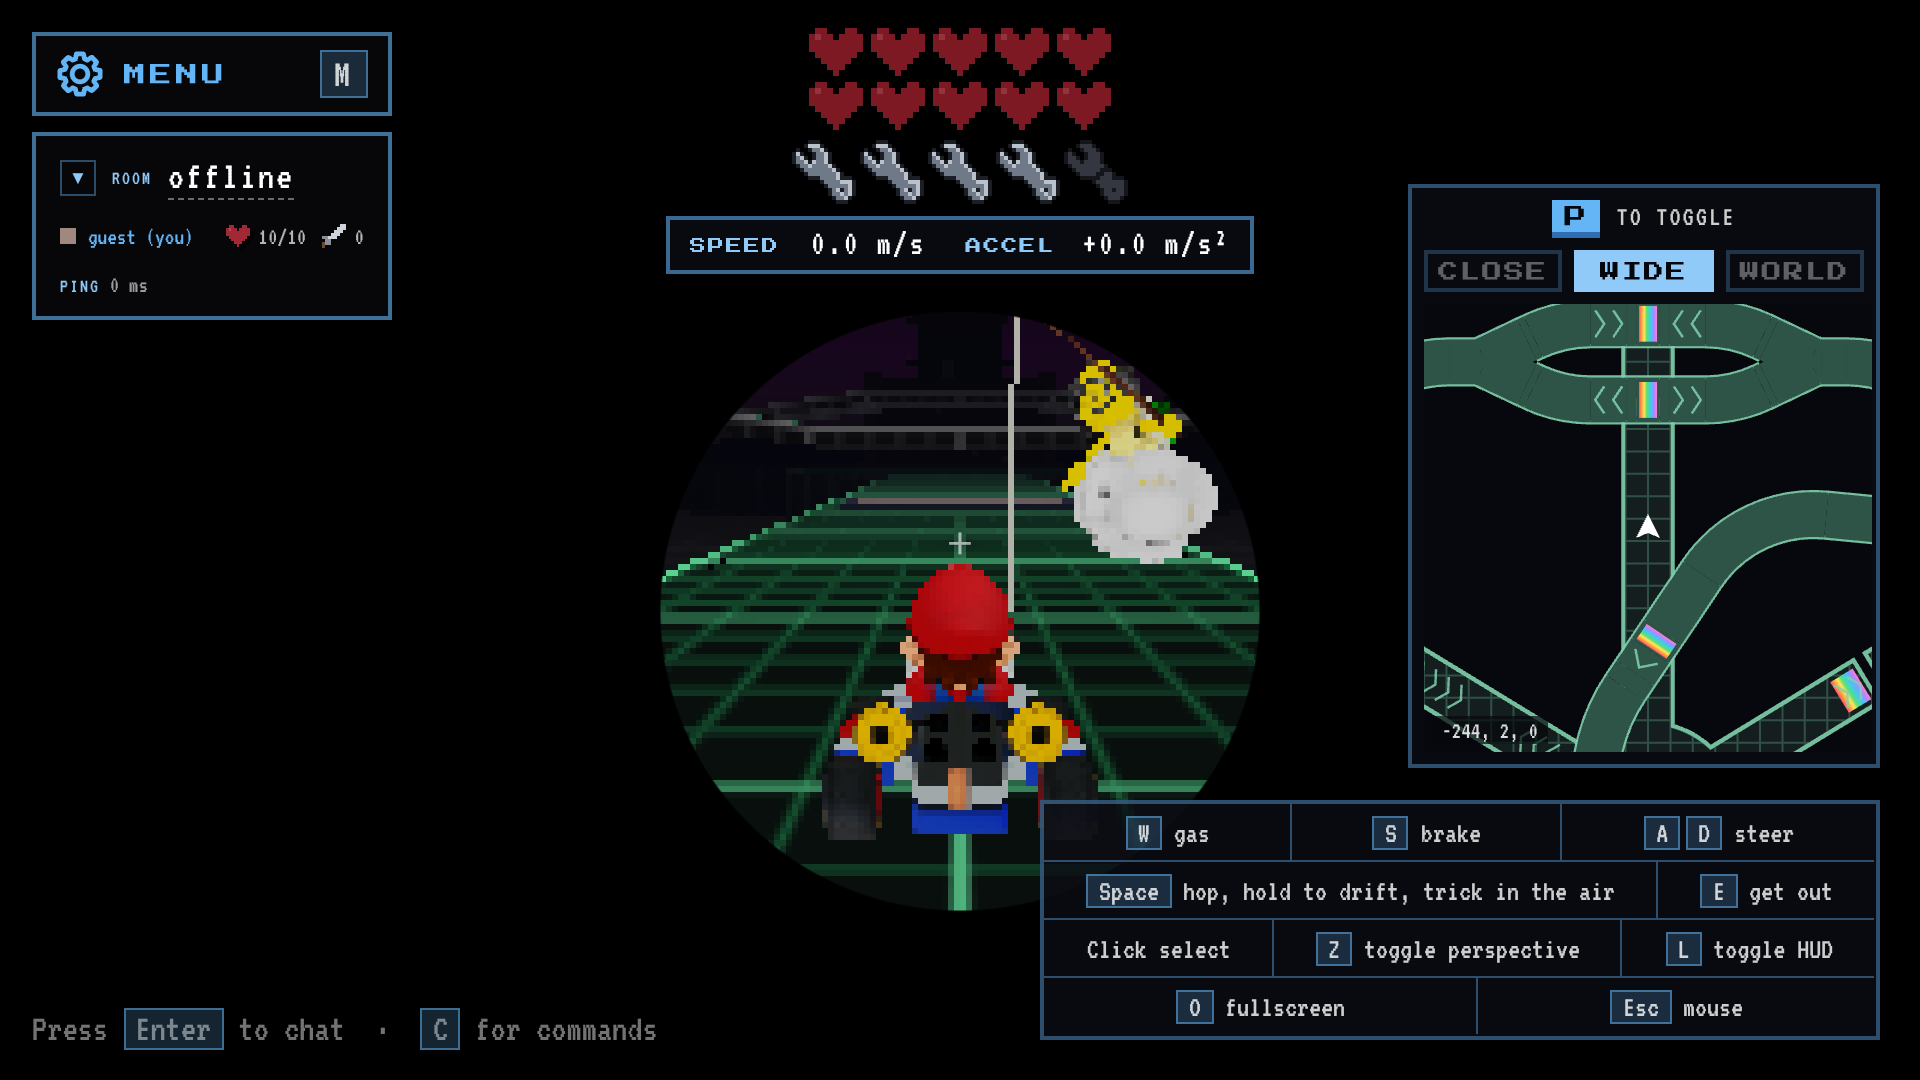 MENU M
▼ ROOM offline
guest (you) 10/10 0
PING 0 ms
SPEED 0.0 m/s ACCEL +0.0 m/s²
P TO TOGGLE
CLOSE WIDE WORLD
-244, 2, 0
W gas S brake A D steer
Space hop, hold to drift, trick in the air E get out
Click select Z toggle perspective L toggle HUD
O fullscreen Esc mouse
Press Enter to chat · C for commands